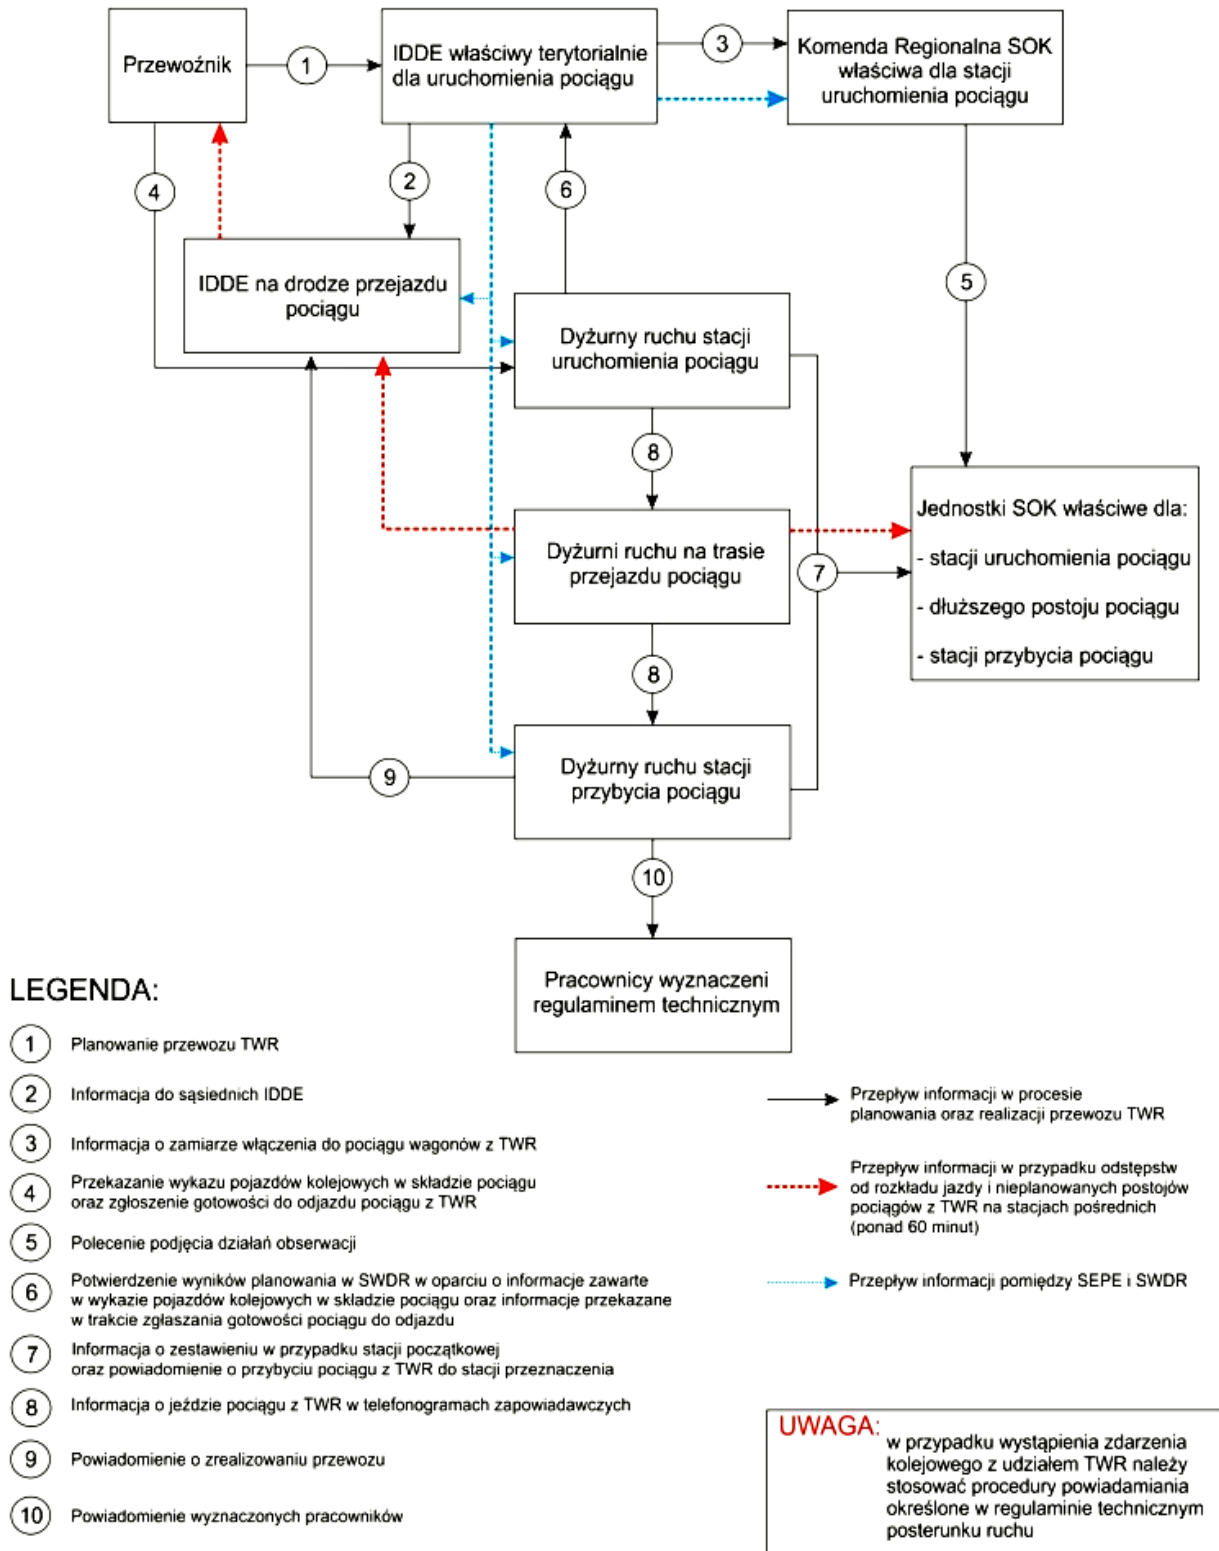 Przewoźnik
1
IDDE właściwy terytorialnie
dla uruchomienia pociągu
3
Komenda Regionalna SOK
właściwa dla stacji
uruchomienia pociągu
4
2
6
5
IDDE na drodze przejazdu
pociągu
Dyżurny ruchu stacji
uruchomienia pociągu
8
Dyżurni ruchu na trasie
przejazdu pociągu
7
Jednostki SOK właściwe dla:
- stacji uruchomienia pociągu
- dłuższego postoju pociągu
- stacji przybycia pociągu
8
Dyżurny ruchu stacji
przybycia pociągu
9
10
Pracownicy wyznaczeni
regulaminem technicznym
LEGENDA:
1 Planowanie przewozu TWR
2 Informacja do sąsiednich IDDE
3 Informacja o zamiarze włączenia do pociągu wagonów z TWR
4 Przekazanie wykazu pojazdów kolejowych w składzie pociągu
oraz zgłoszenie gotowości do odjazdu pociągu z TWR
5 Polecenie podjęcia działań obserwacji
6 Potwierdzenie wyników planowania w SWDR w oparciu o informacje zawarte
w wykazie pojazdów kolejowych w składzie pociągu oraz informacje przekazane
w trakcie zgłaszania gotowości pociągu do odjazdu
7 Informacja o zestawieniu w przypadku stacji początkowej
oraz powiadomienie o przybyciu pociągu z TWR do stacji przeznaczenia
8 Informacja o jeździe pociągu z TWR w telefonogramach zapowiadawczych
9 Powiadomienie o zrealizowaniu przewozu
10 Powiadomienie wyznaczonych pracowników
Przepływ informacji w procesie
planowania oraz realizacji przewozu TWR
Przepływ informacji w przypadku odstępstw
od rozkładu jazdy i nieplanowanych postojów
pociągów z TWR na stacjach pośrednich
(ponad 60 minut)
Przepływ informacji pomiędzy SEPE i SWDR
UWAGA:
w przypadku wystąpienia zdarzenia
kolejowego z udziałem TWR należy
stosować procedury powiadamiania
określone w regulaminie technicznym
posterunku ruchu